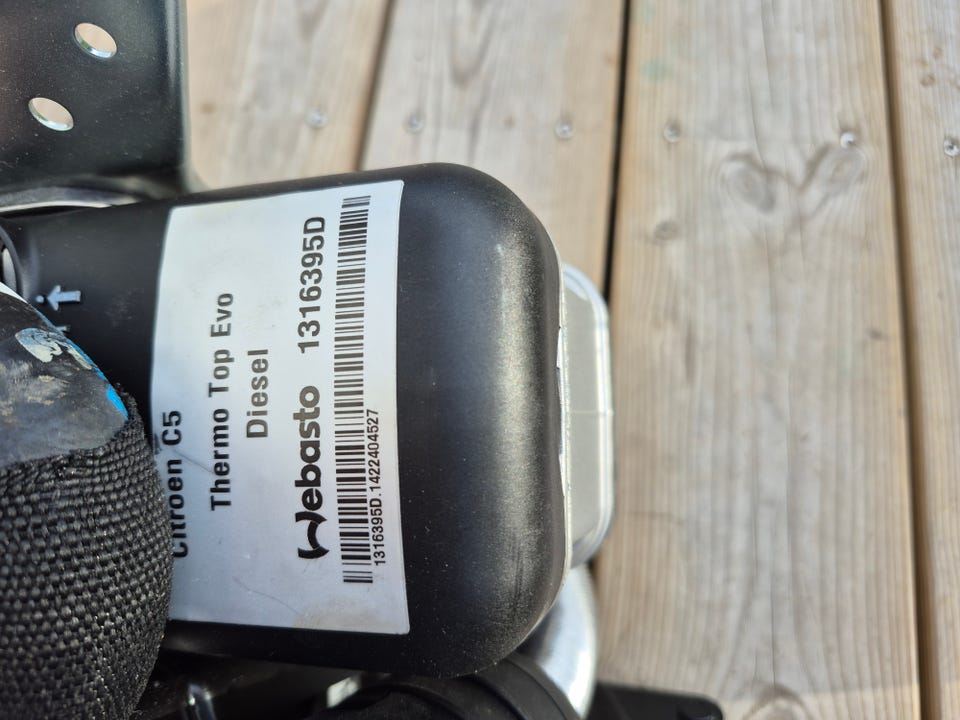 Citroen C5
Thermo Top Evo
Diesel
Webasto 1316395D
1316395D.1422404527